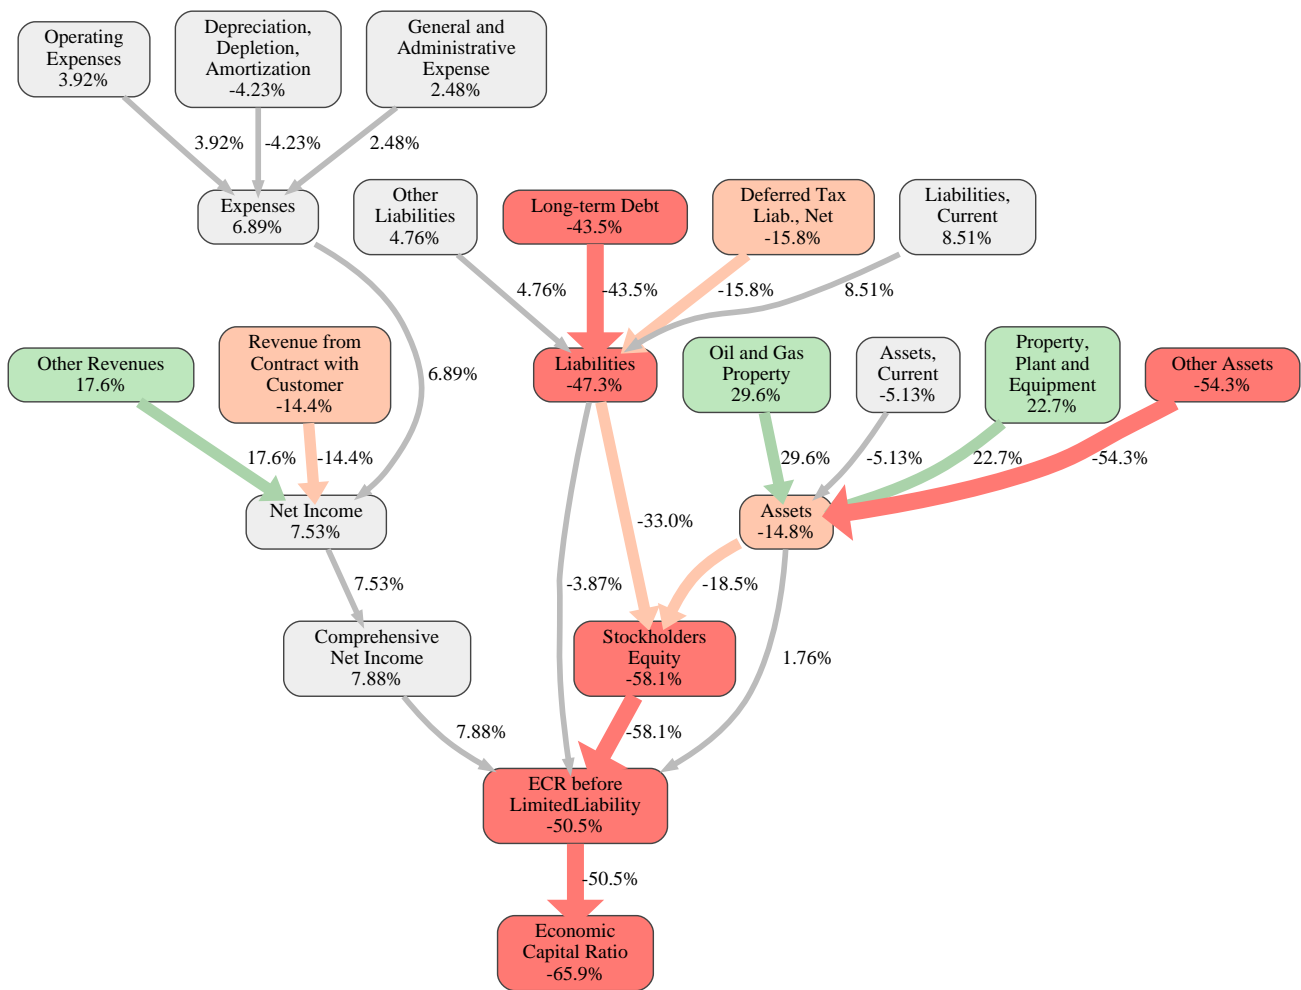 Operating
Expenses
3.92%
Depreciation,
Depletion,
Amortization
-4.23%
General and
Administrative
Expense
2.48%
3.92%
-4.23%
2.48%
Expenses
6.89%
Other
Liabilities
4.76%
Long-term Debt
-43.5%
Deferred Tax
Liab., Net
-15.8%
Liabilities,
Current
8.51%
4.76%
-43.5%
-15.8%
8.51%
Other Revenues
17.6%
Revenue from
Contract with
Customer
-14.4%
6.89%
Liabilities
-47.3%
Oil and Gas
Property
29.6%
Assets,
Current
-5.13%
Property,
Plant and
Equipment
22.7%
Other Assets
-54.3%
17.6%
-14.4%
29.6%
-5.13%
22.7%
-54.3%
Net Income
7.53%
-33.0%
Assets
-14.8%
7.53%
-3.87%
-18.5%
Comprehensive
Net Income
7.88%
Stockholders
Equity
-58.1%
1.76%
7.88%
-58.1%
ECR before
LimitedLiability
-50.5%
-50.5%
Economic
Capital Ratio
-65.9%